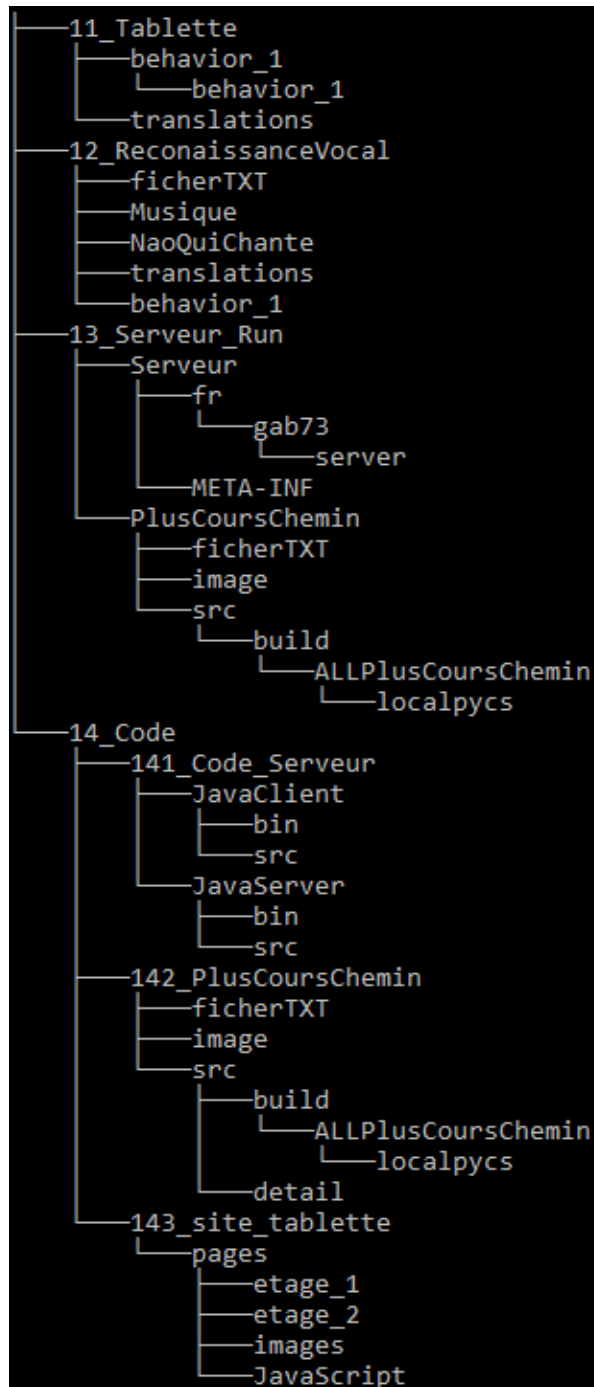 11_Tablette
behavior_1
behavior_1
translations
12_ReconaissanceVocal
ficherTXT
Musique
NaoQuiChante
translations
behavior_1
13_Serveur_Run
Serveur
fr
gab73
server
META-INF
PlusCoursChemin
ficherTXT
image
src
build
ALLPlusCoursChemin
localpycs
14_Code
141_Code_Serveur
JavaClient
bin
src
JavaServer
bin
src
142_PlusCoursChemin
ficherTXT
image
src
build
ALLPlusCoursChemin
localpycs
detail
143_site_tablette
pages
etage_1
etage_2
images
JavaScript